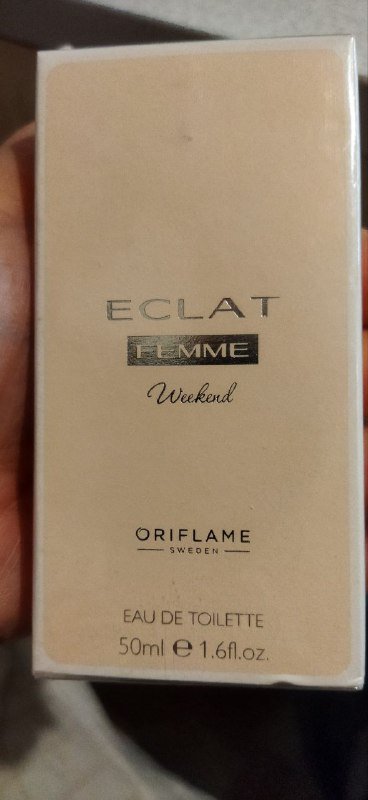 ECLAT
FEMME
Weekend
ORIFLAME
SWEDEN
EAU DE TOILETTE
50ml ℮ 1.6fl.oz.